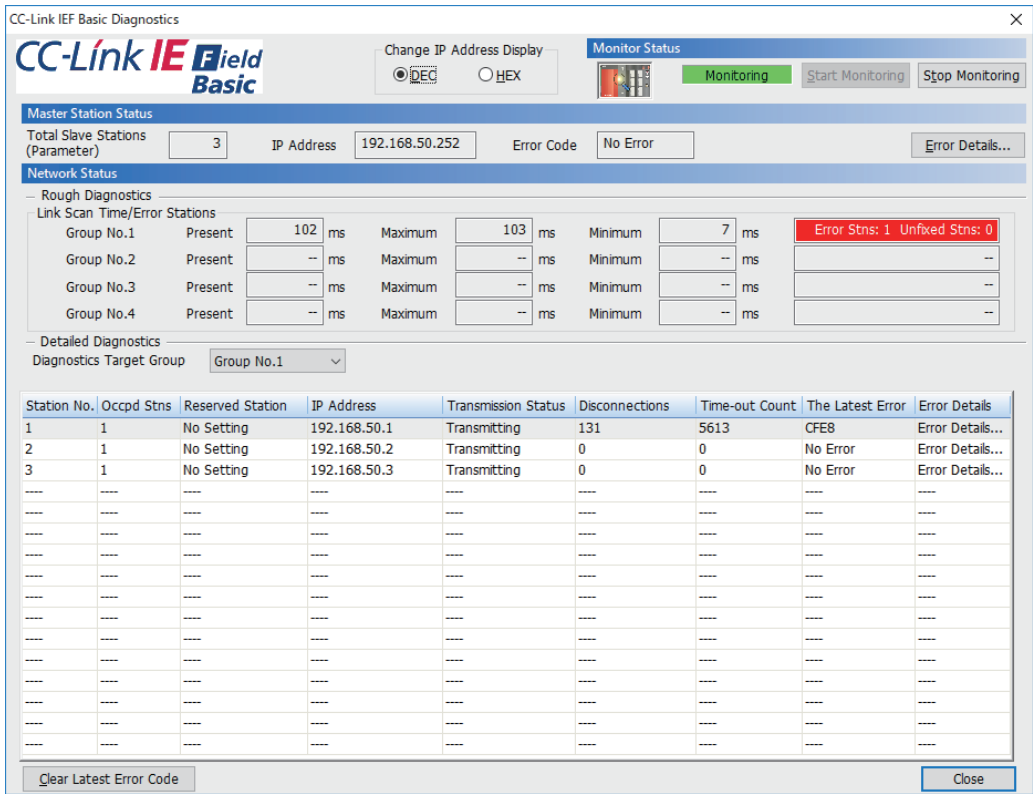 CC-Link IEF Basic Diagnostics
CC-Link IE Field
Basic
Change IP Address Display
DEC HEX
Monitor Status
Monitoring Start Monitoring Stop Monitoring
Master Station Status
Total Slave Stations
(Parameter) 3 IP Address 192.168.50.252 Error Code No Error Error Details...
Network Status
Rough Diagnostics
Link Scan Time/Error Stations
Group No.1 Present 102 ms Maximum 103 ms Minimum 7 ms Error Stns: 1 Unfixed Stns: 0
Group No.2 Present -- ms Maximum -- ms Minimum -- ms --
Group No.3 Present -- ms Maximum -- ms Minimum -- ms --
Group No.4 Present -- ms Maximum -- ms Minimum -- ms --
Detailed Diagnostics
Diagnostics Target Group Group No.1
Station No. Occpd Stns Reserved Station IP Address Transmission Status Disconnections Time-out Count The Latest Error Error Details
1 1 No Setting 192.168.50.1 Transmitting 131 5613 CFE8 Error Details...
2 1 No Setting 192.168.50.2 Transmitting 0 0 No Error Error Details...
3 1 No Setting 192.168.50.3 Transmitting 0 0 No Error Error Details...
---- ---- ---- ---- ---- ---- ---- ---- ----
---- ---- ---- ---- ---- ---- ---- ---- ----
---- ---- ---- ---- ---- ---- ---- ---- ----
---- ---- ---- ---- ---- ---- ---- ---- ----
---- ---- ---- ---- ---- ---- ---- ---- ----
---- ---- ---- ---- ---- ---- ---- ---- ----
---- ---- ---- ---- ---- ---- ---- ---- ----
---- ---- ---- ---- ---- ---- ---- ---- ----
---- ---- ---- ---- ---- ---- ---- ---- ----
---- ---- ---- ---- ---- ---- ---- ---- ----
---- ---- ---- ---- ---- ---- ---- ---- ----
---- ---- ---- ---- ---- ---- ---- ---- ----
---- ---- ---- ---- ---- ---- ---- ---- ----
Clear Latest Error Code Close